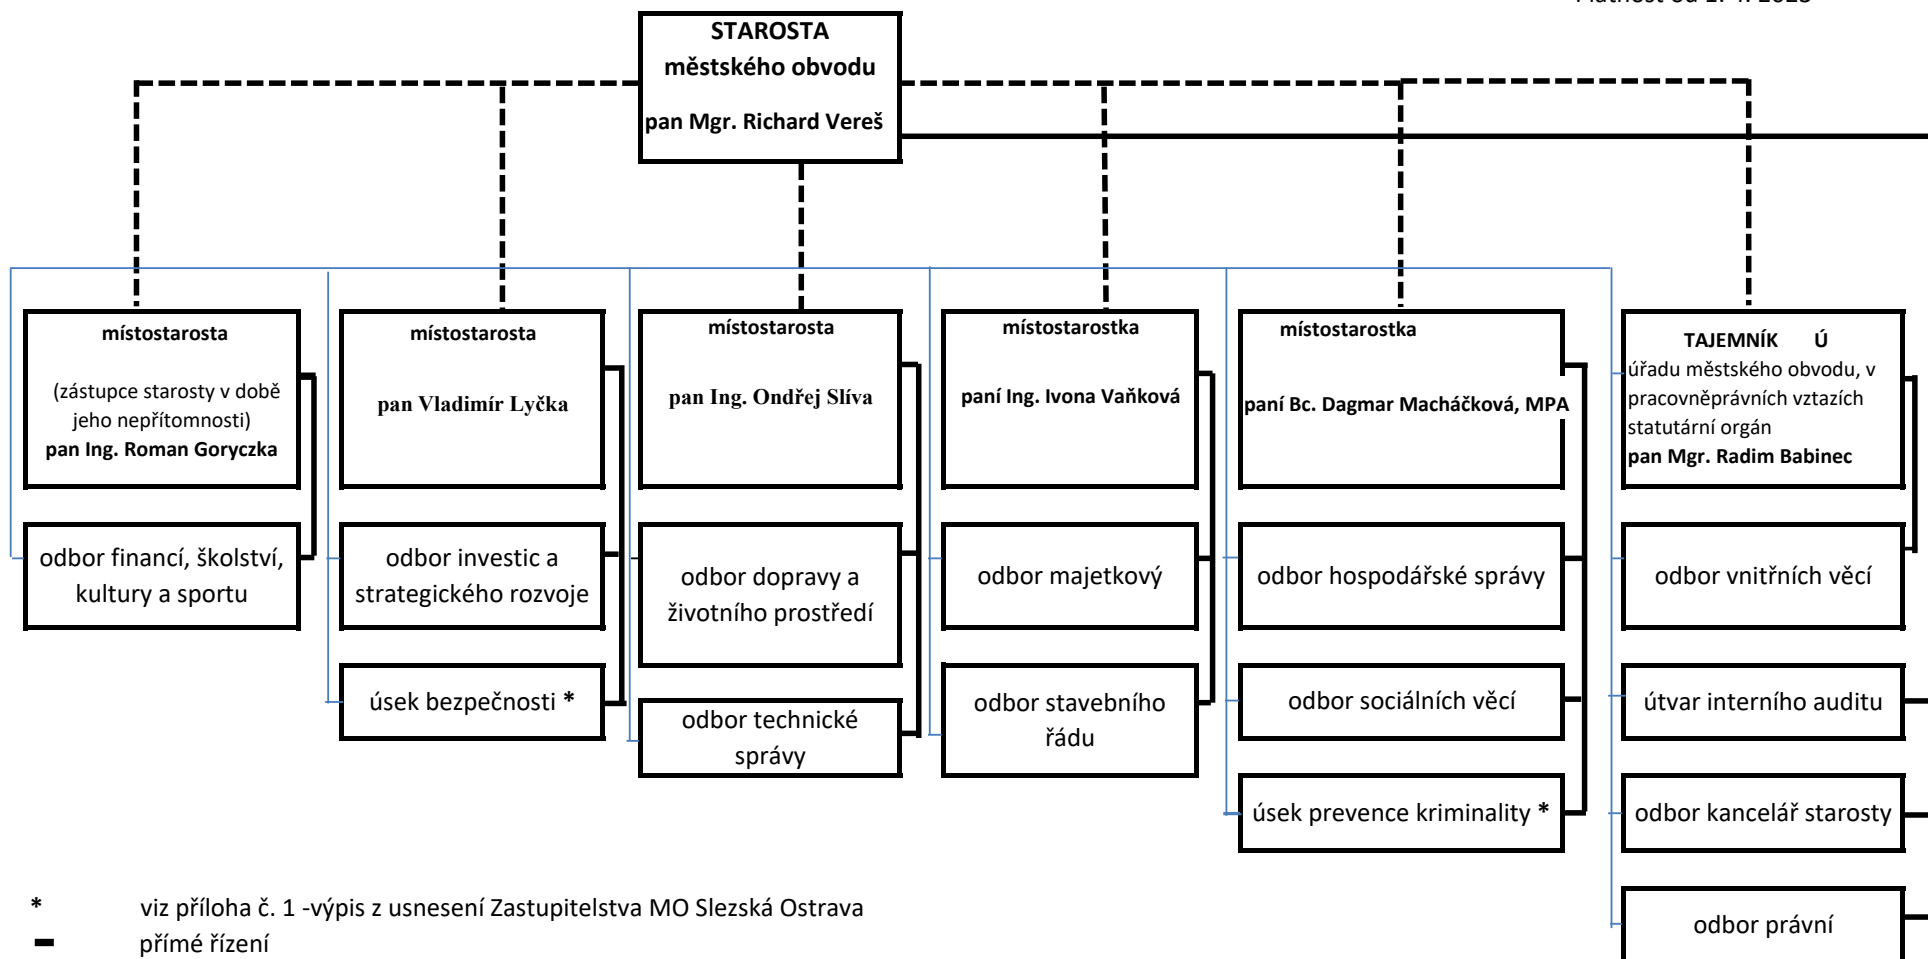 STAROSTA
městského obvodu
pan Mgr. Richard Vereš
místostarosta
(zástupce starosty v době
jeho nepřítomnosti)
pan Ing. Roman Goryczka
místostarosta
pan Vladimír Lyčka
místostarosta
pan Ing. Ondřej Slíva
místostarostka
paní Ing. Ivona Vaňková
místostarostka
paní Bc. Dagmar Macháčková, MPA
TAJEMNÍK Ú
úřadu městského obvodu, v
pracovněprávních vztazích
statutární orgán
pan Mgr. Radim Babinec
odbor financí, školství,
kultury a sportu
odbor investic a
strategického rozvoje
odbor dopravy a
životního prostředí
odbor majetkový
odbor hospodářské správy
odbor vnitřních věcí
úsek bezpečnosti *
odbor technické
správy
odbor stavebního
řádu
odbor sociálních věcí
útvar interního auditu
úsek prevence kriminality *
odbor kancelář starosty
odbor právní
* viz příloha č. 1 -výpis z usnesení Zastupitelstva MO Slezská Ostrava
přímé řízení